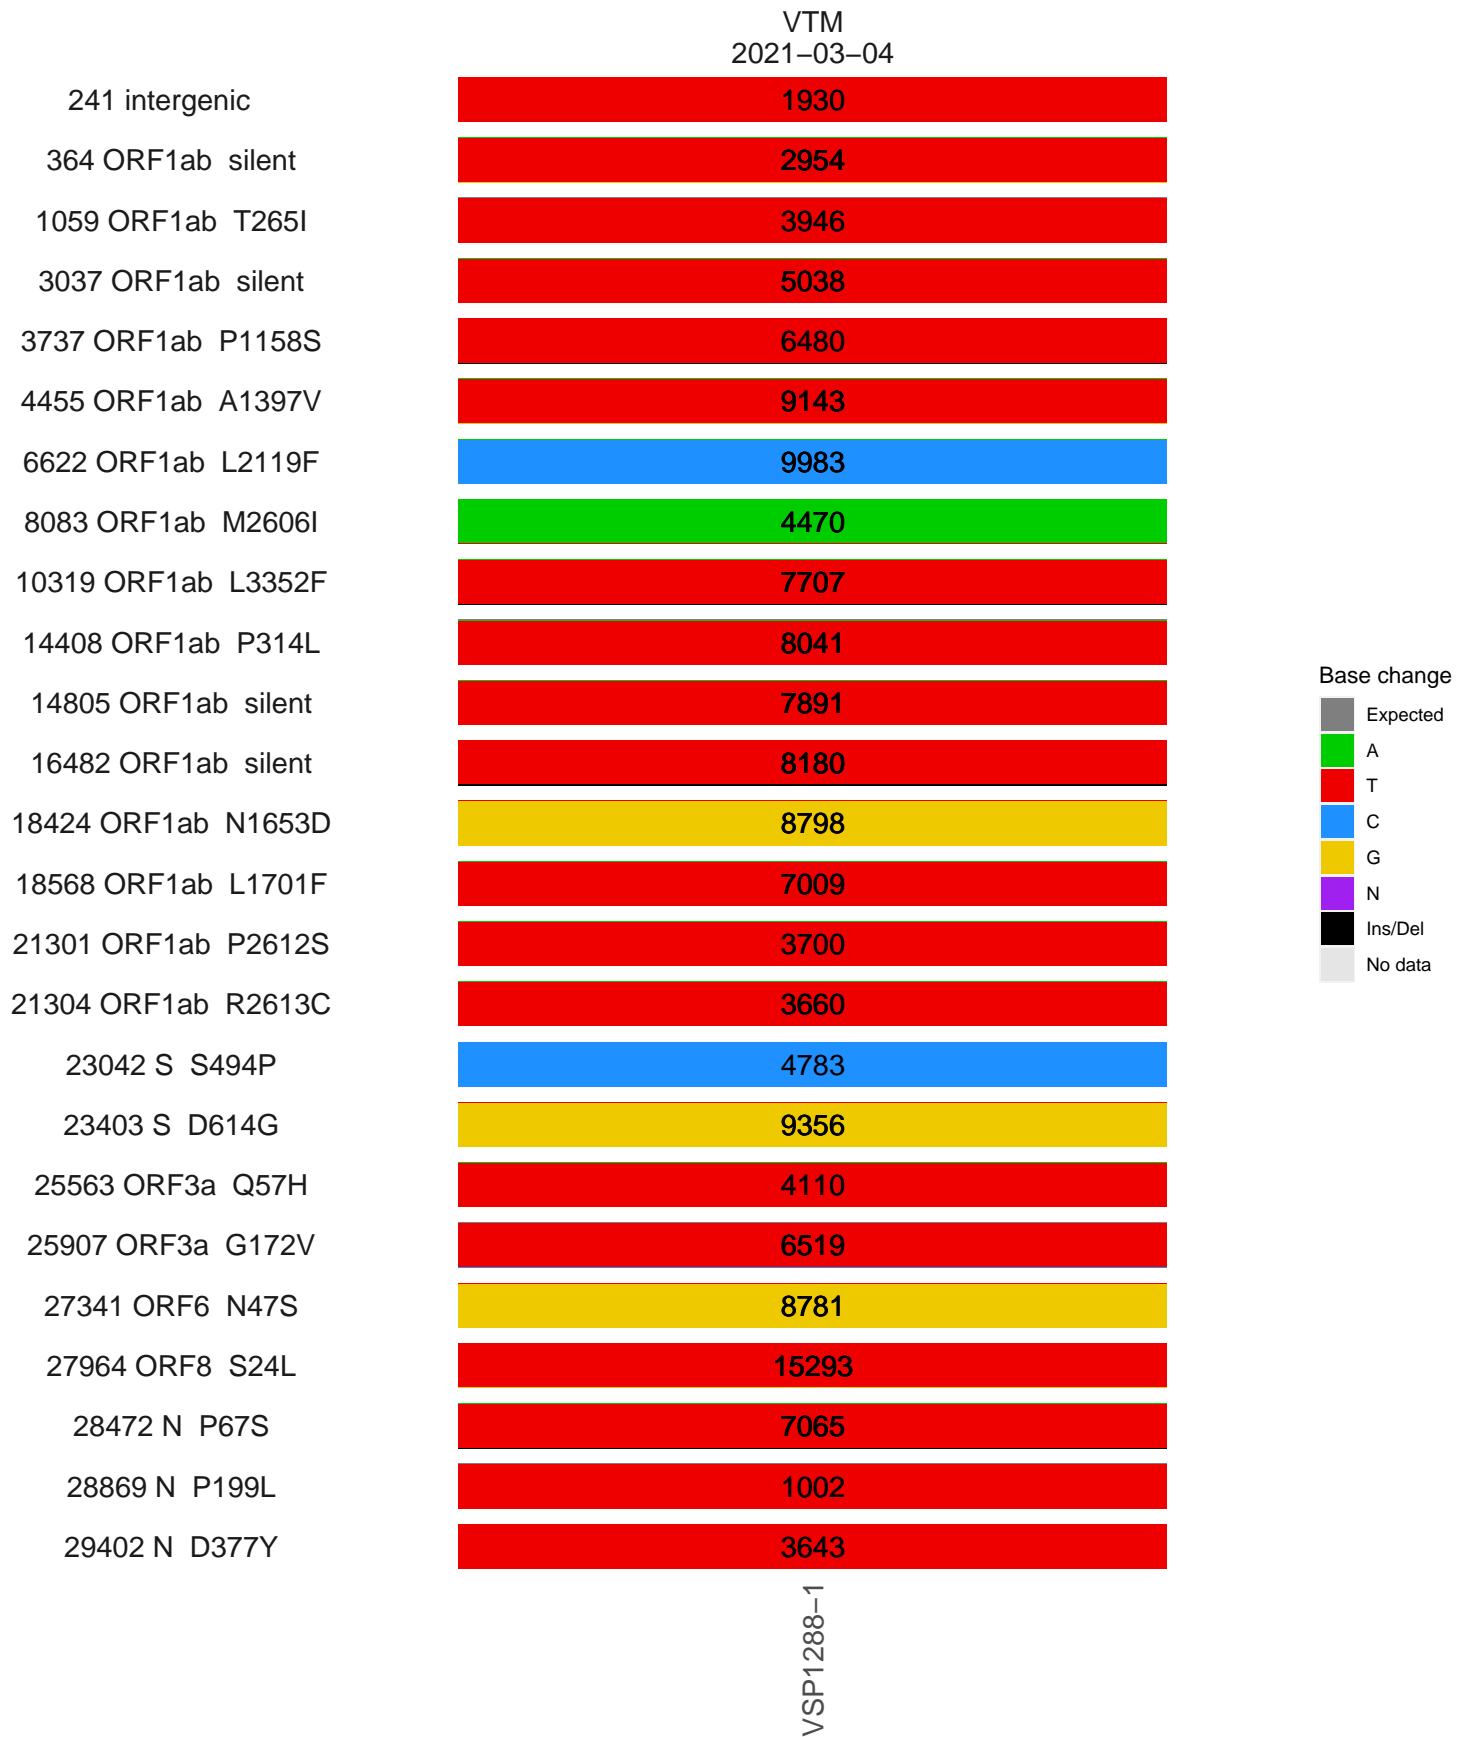 VTM
2021−03−04
241 intergenic 1930
364 ORF1ab silent 2954
1059 ORF1ab T265I 3946
3037 ORF1ab silent 5038
3737 ORF1ab P1158S 6480
4455 ORF1ab A1397V 9143
6622 ORF1ab L2119F 9983
8083 ORF1ab M2606I 4470
10319 ORF1ab L3352F 7707
14408 ORF1ab P314L 8041
14805 ORF1ab silent 7891
16482 ORF1ab silent 8180
18424 ORF1ab N1653D 8798
18568 ORF1ab L1701F 7009
21301 ORF1ab P2612S 3700
21304 ORF1ab R2613C 3660
23042 S S494P 4783
23403 S D614G 9356
25563 ORF3a Q57H 4110
25907 ORF3a G172V 6519
27341 ORF6 N47S 8781
27964 ORF8 S24L 15293
28472 N P67S 7065
28869 N P199L 1002
29402 N D377Y 3643
VSP1288−1
Base change
Expected
A
T
C
G
N
Ins/Del
No data